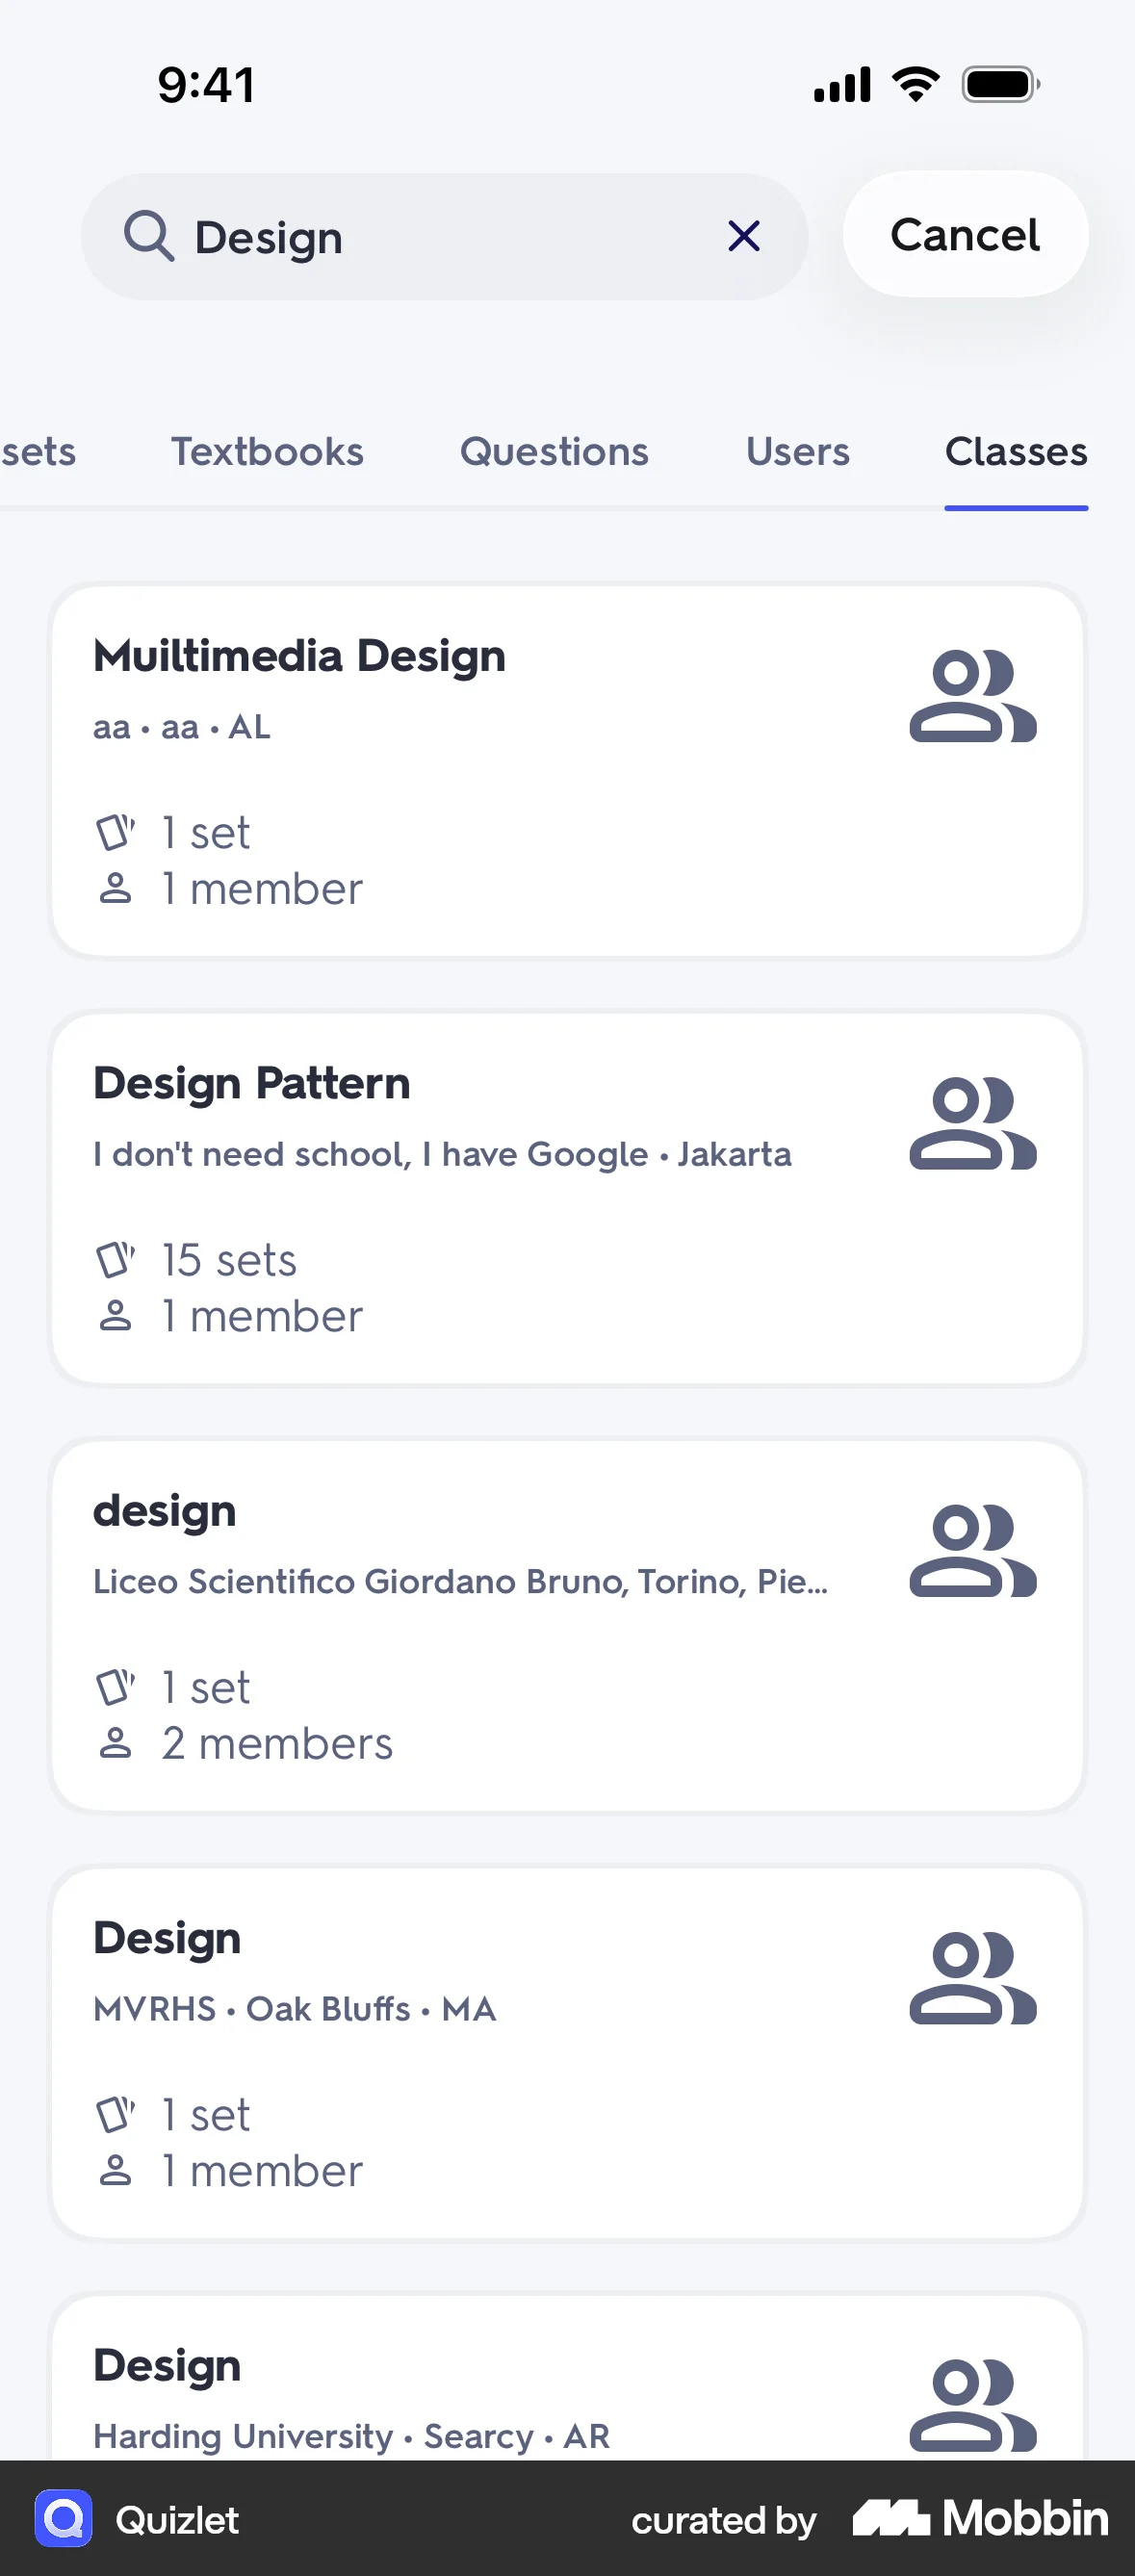 9:41
Design
Cancel
sets Textbooks Questions Users Classes
Muiltimedia Design
aa • aa • AL
1 set
1 member
Design Pattern
I don't need school, I have Google • Jakarta
15 sets
1 member
design
Liceo Scientifico Giordano Bruno, Torino, Pie...
1 set
2 members
Design
MVRHS • Oak Bluffs • MA
1 set
1 member
Design
Harding University • Searcy • AR
Quizlet curated by Mobbin